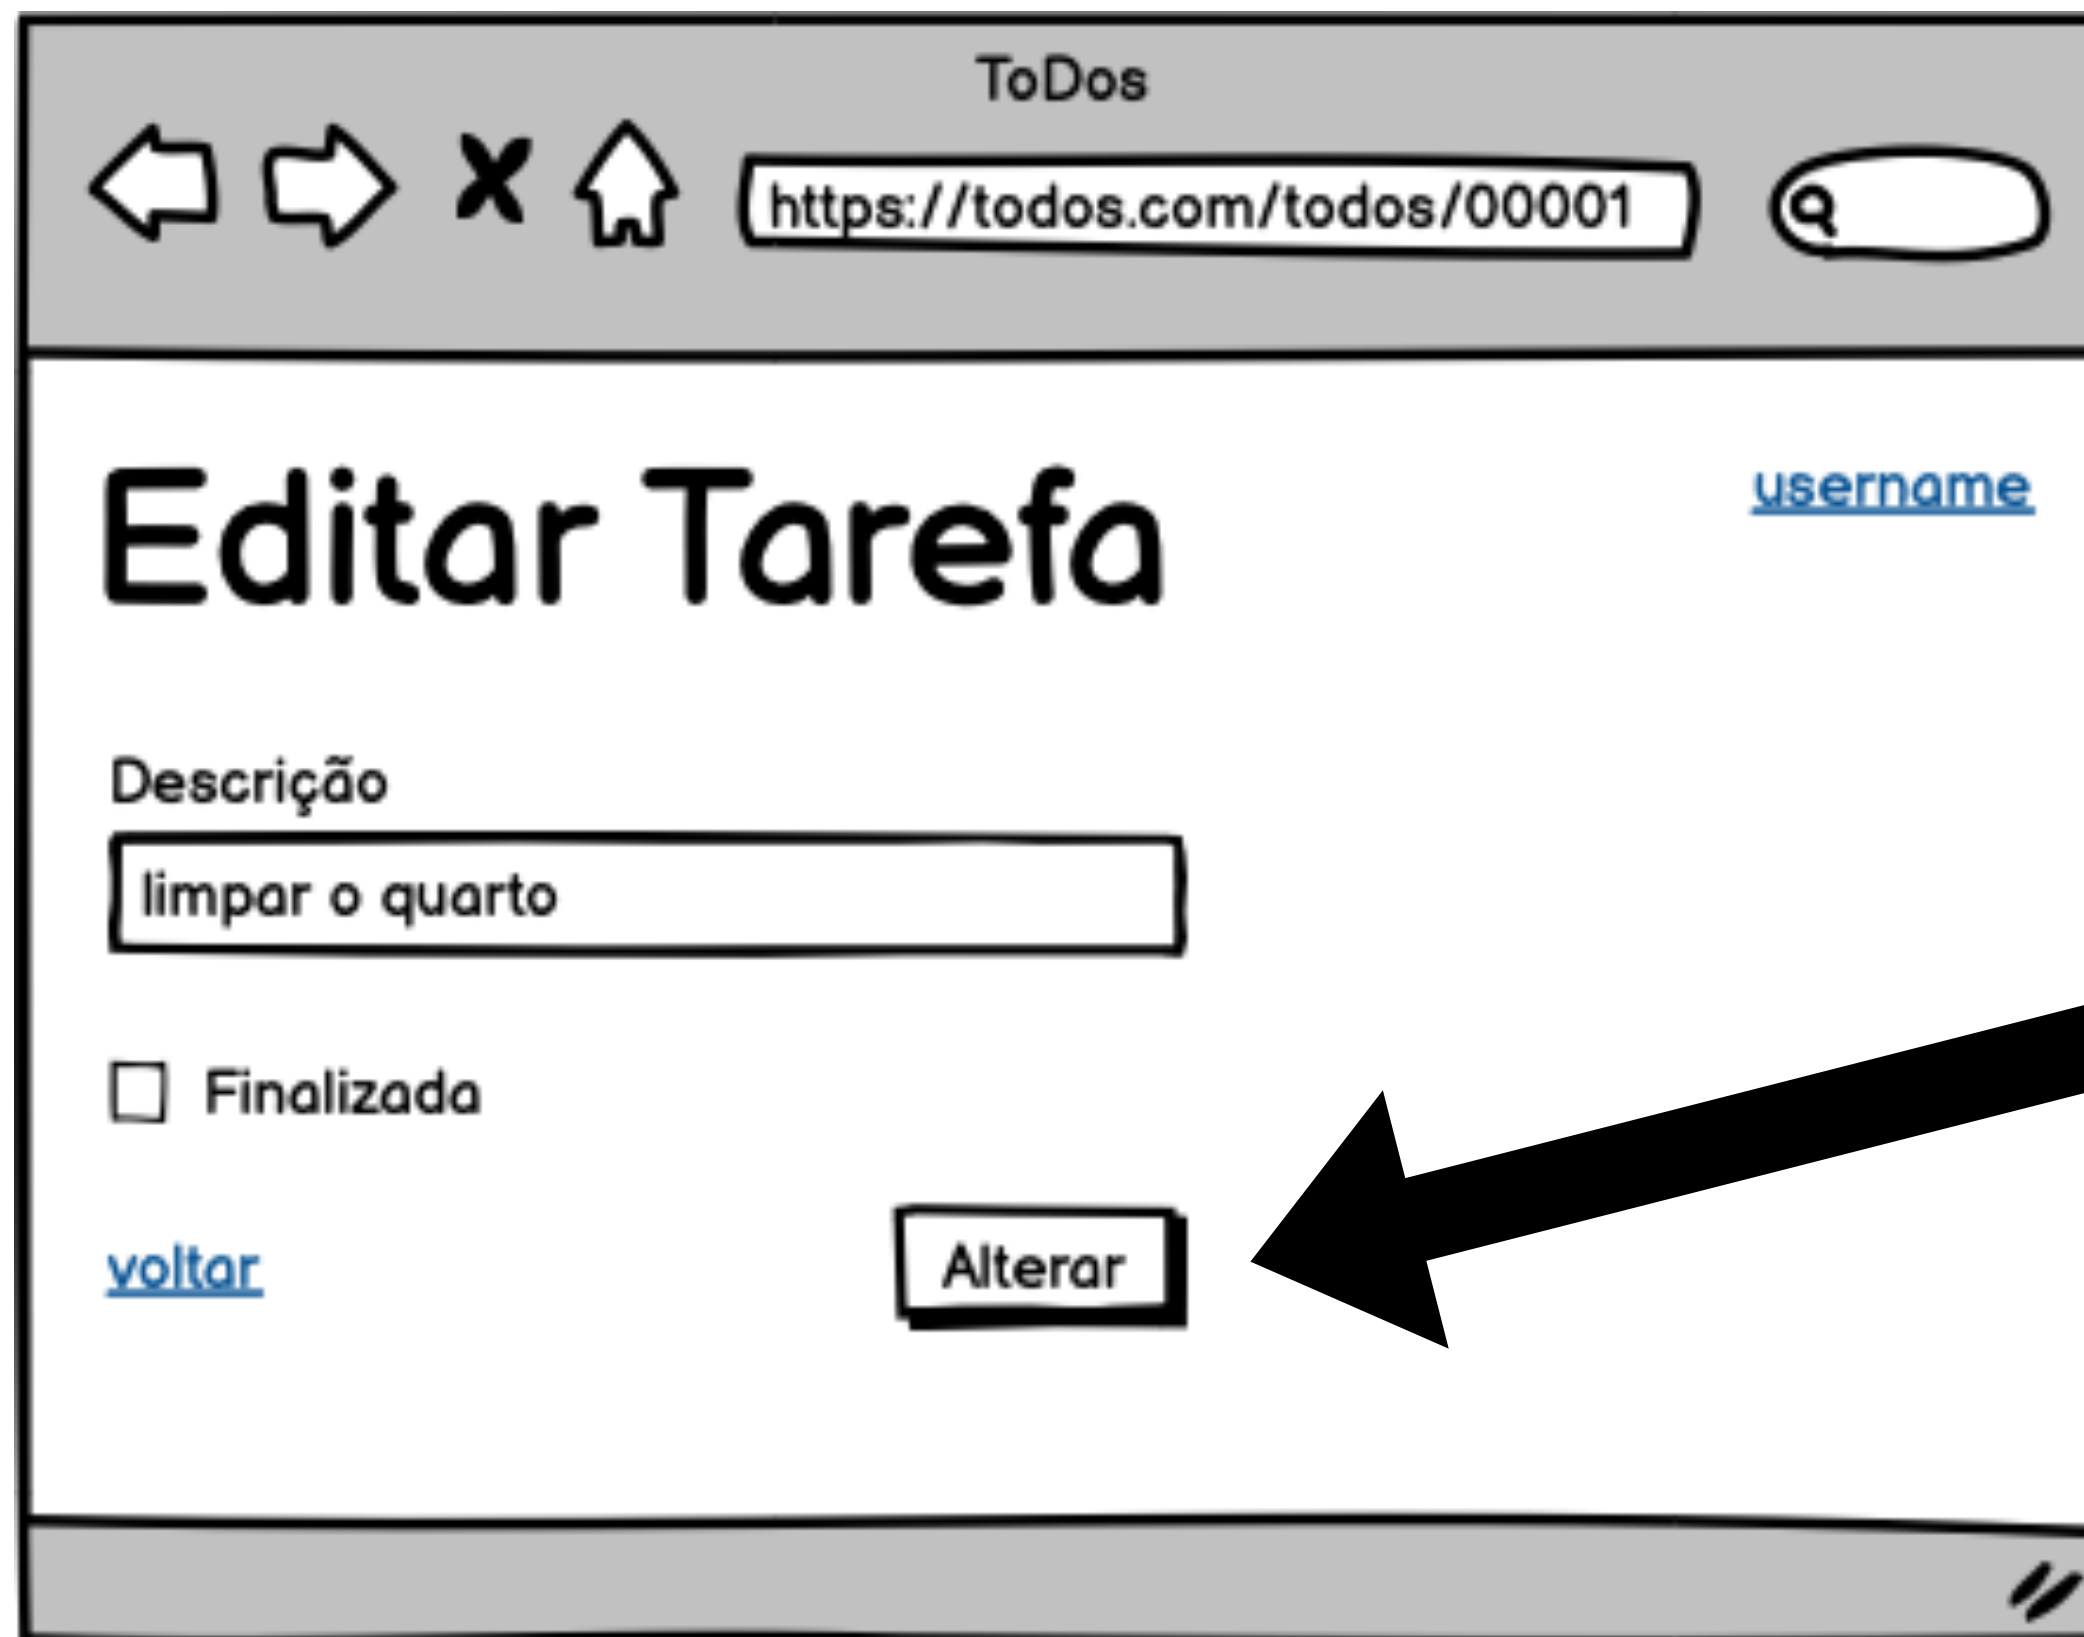 ToDos
https://todos.com/todos/00001
Editar Tarefa
username
Descrição
limpar o quarto
Finalizada
voltar
Alterar